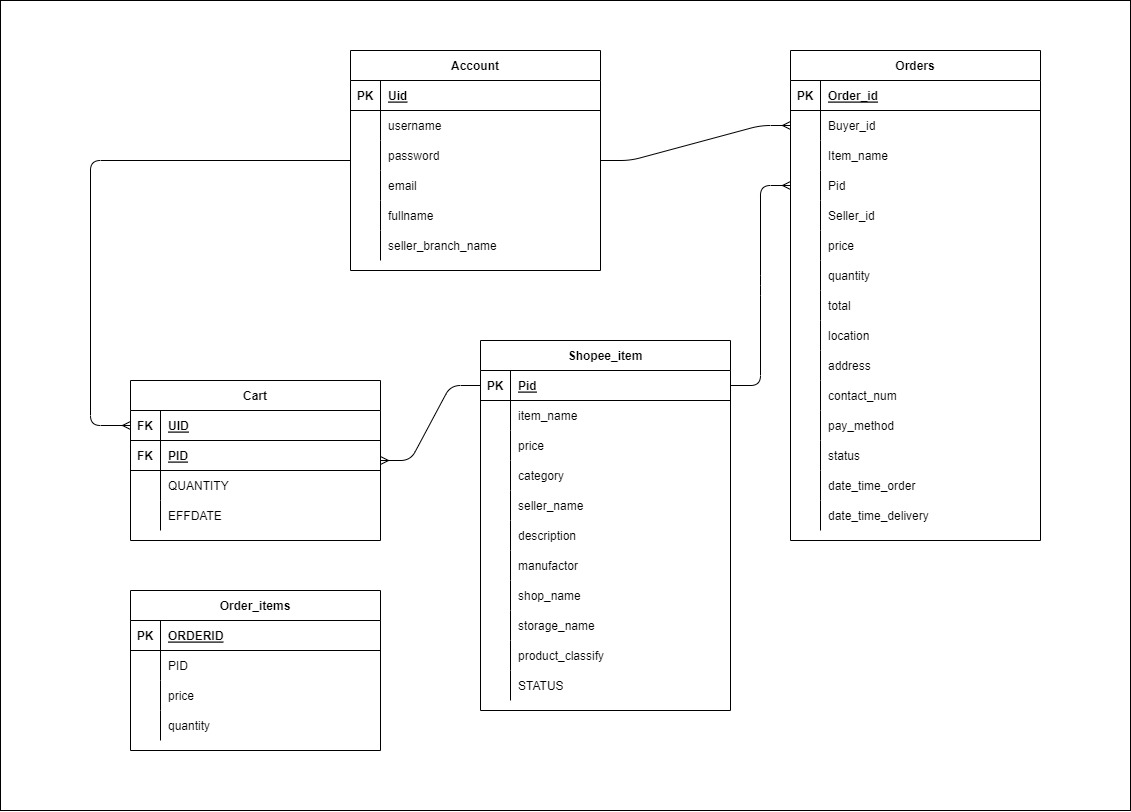 Account
PK Uid
username
password
email
fullname
seller_branch_name
Orders
PK Order_id
Buyer_id
Item_name
Pid
Seller_id
price
quantity
total
location
address
contact_num
pay_method
status
date_time_order
date_time_delivery
Cart
FK UID
FK PID
QUANTITY
EFFDATE
Shopee_item
PK Pid
item_name
price
category
seller_name
description
manufactor
shop_name
storage_name
product_classify
STATUS
Order_items
PK ORDERID
PID
price
quantity